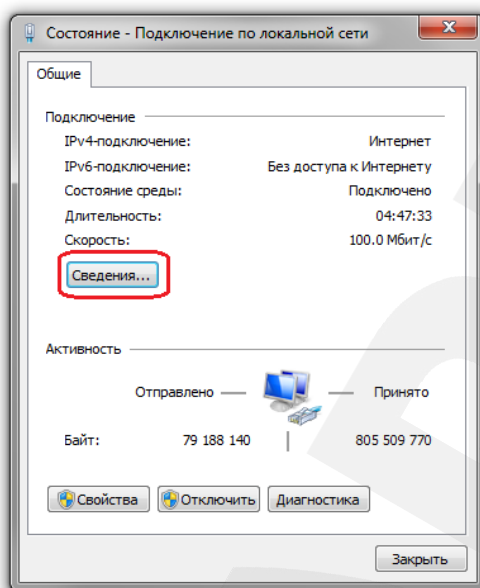 Состояние - Подключение по локальной сети
Общие
Подключение
IPv4-подключение: Интернет
IPv6-подключение: Без доступа к Интернету
Состояние среды: Подключено
Длительность: 04:47:33
Скорость: 100.0 Мбит/с
Сведения...
Активность
Отправлено — — Принято
Байт: 79 188 140 | 805 509 770
Свойства Отключить Диагностика
Закрыть